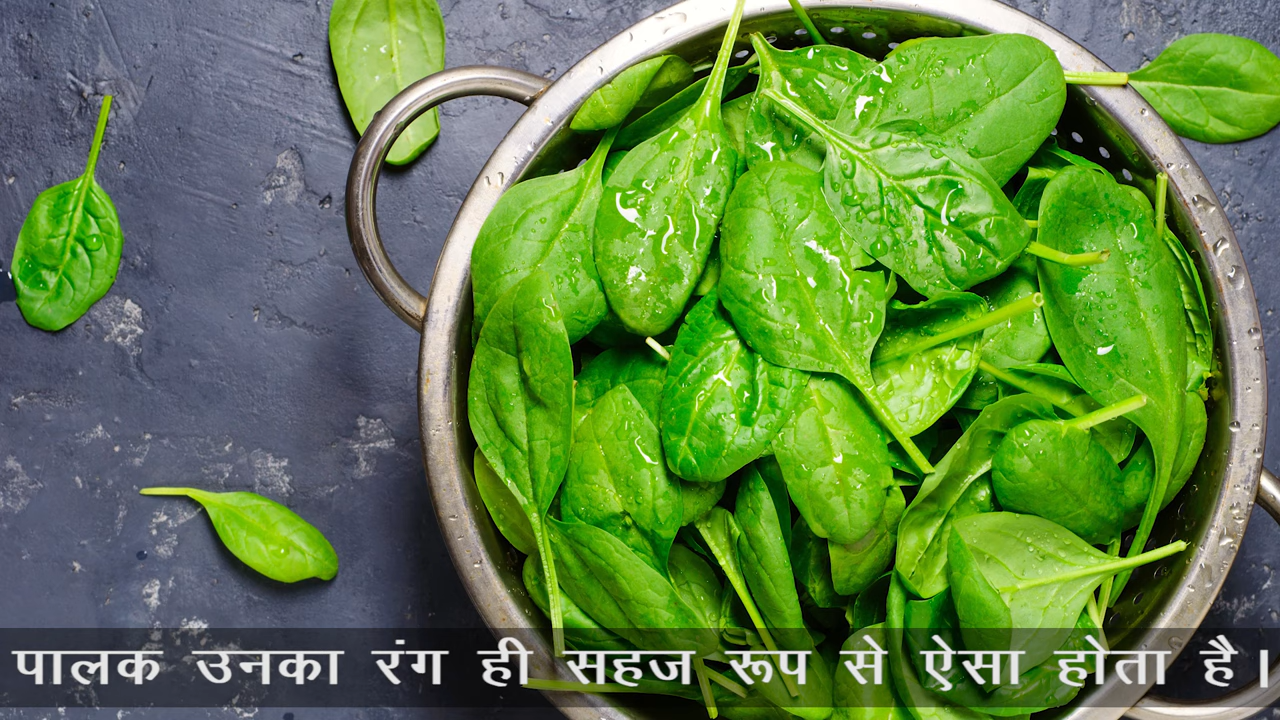 पालक उनका रंग ही सहज रूप से ऐसा होता है।